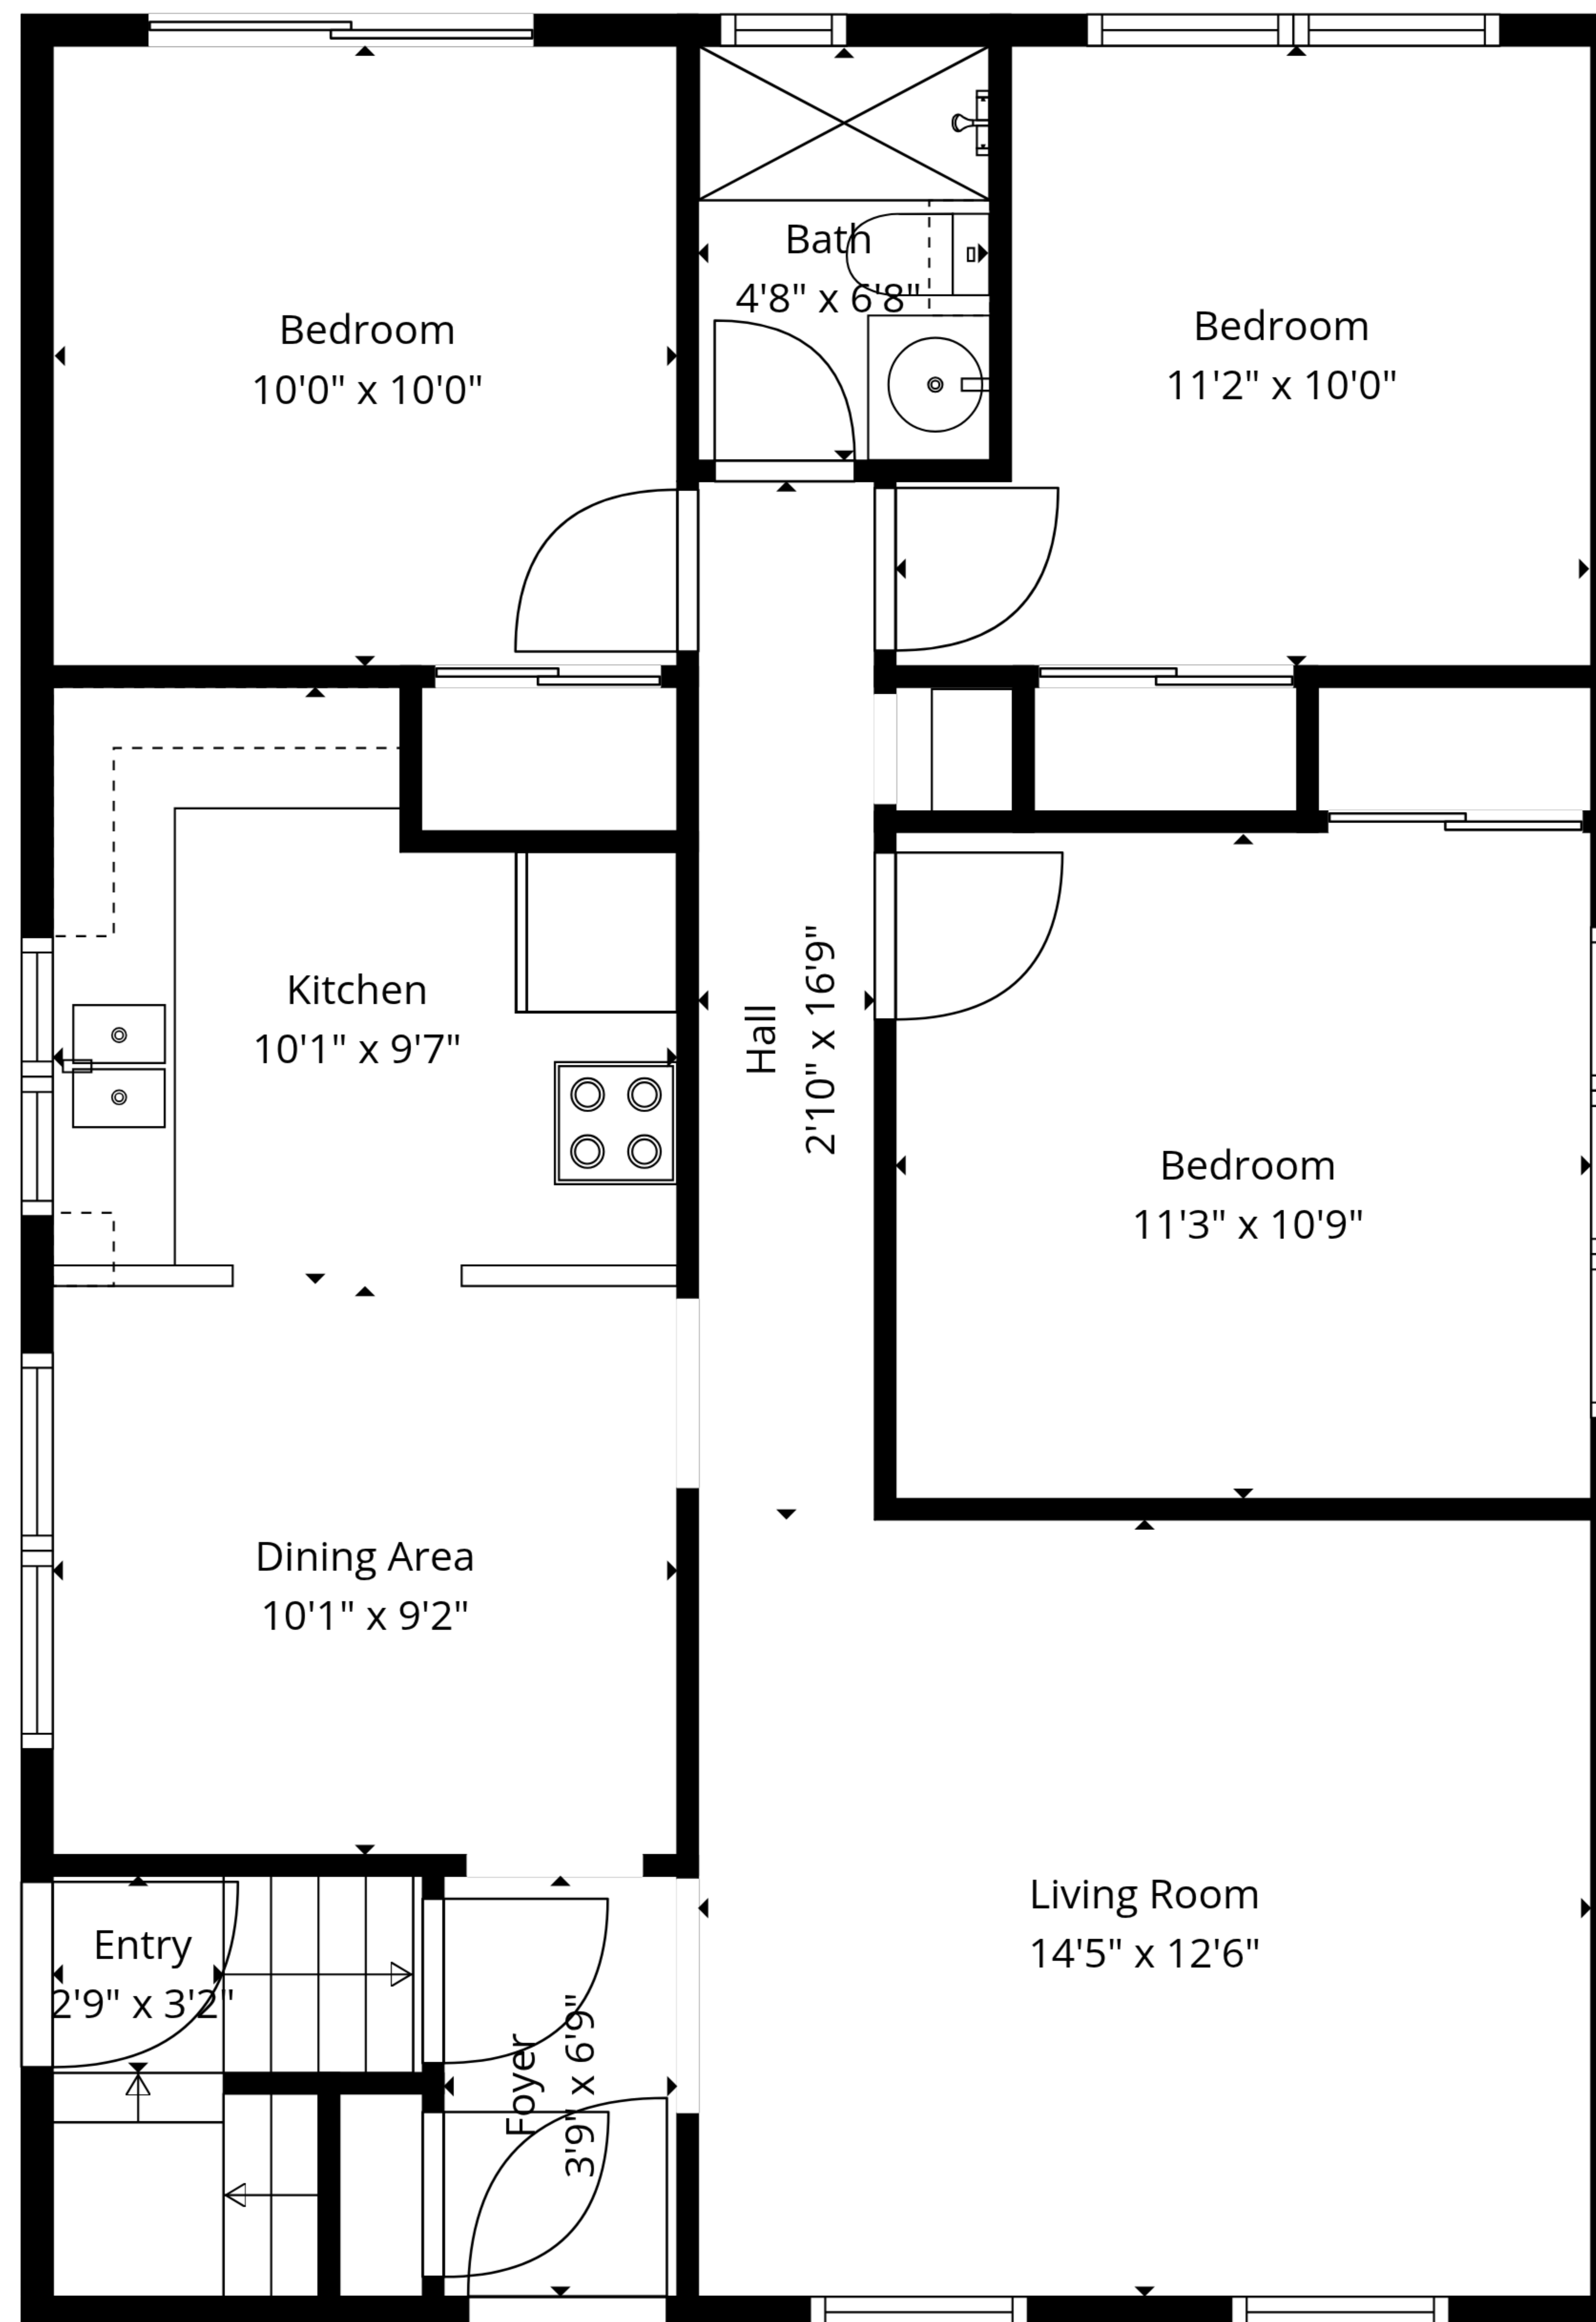 Bath
4'8" x 6'8"
Bedroom
10'0" x 10'0"
Bedroom
11'2" x 10'0"
Kitchen
10'1" x 9'7"
Hall
2'10" x 16'9"
Bedroom
11'3" x 10'9"
Dining Area
10'1" x 9'2"
Living Room
14'5" x 12'6"
Entry
2'9" x 3'2"
Foyer
3'9" x 6'9"